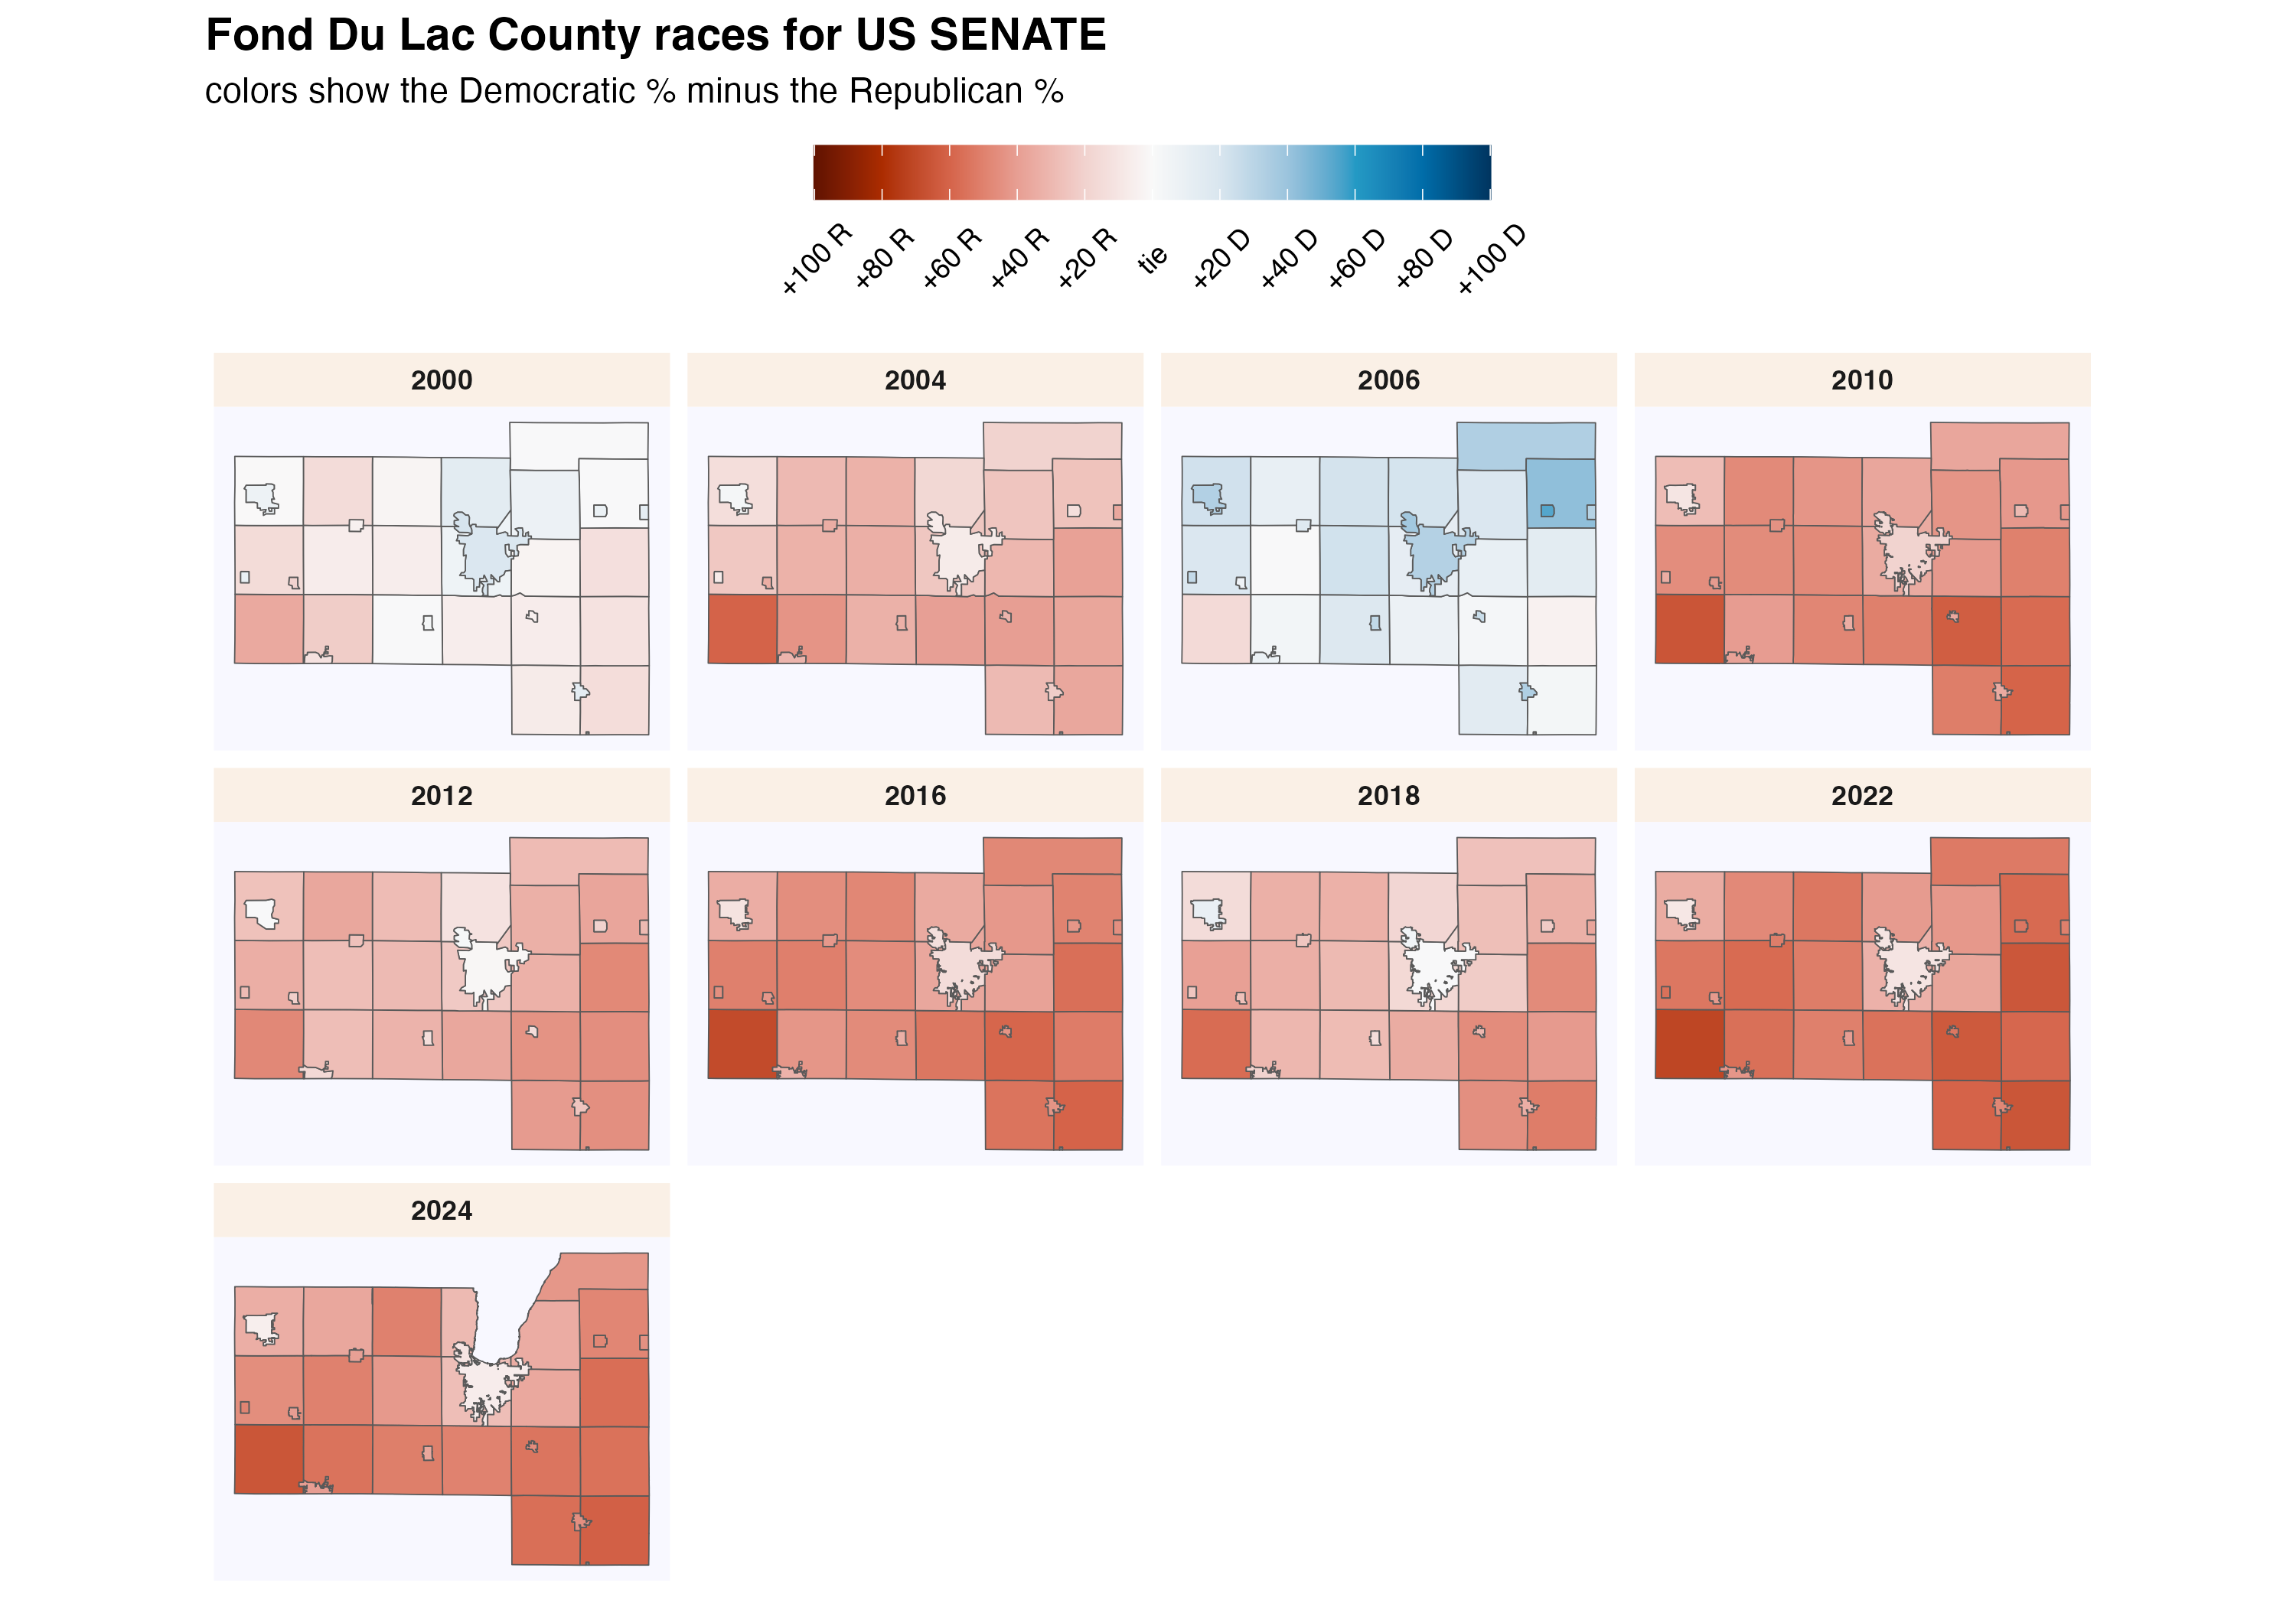 Fond Du Lac County races for US SENATE
colors show the Democratic % minus the Republican %
+100 R
+80 R
+60 R
+40 R
+20 R
tie
+20 D
+40 D
+60 D
+80 D
+100 D
2000
2004
2006
2010
2012
2016
2018
2022
2024